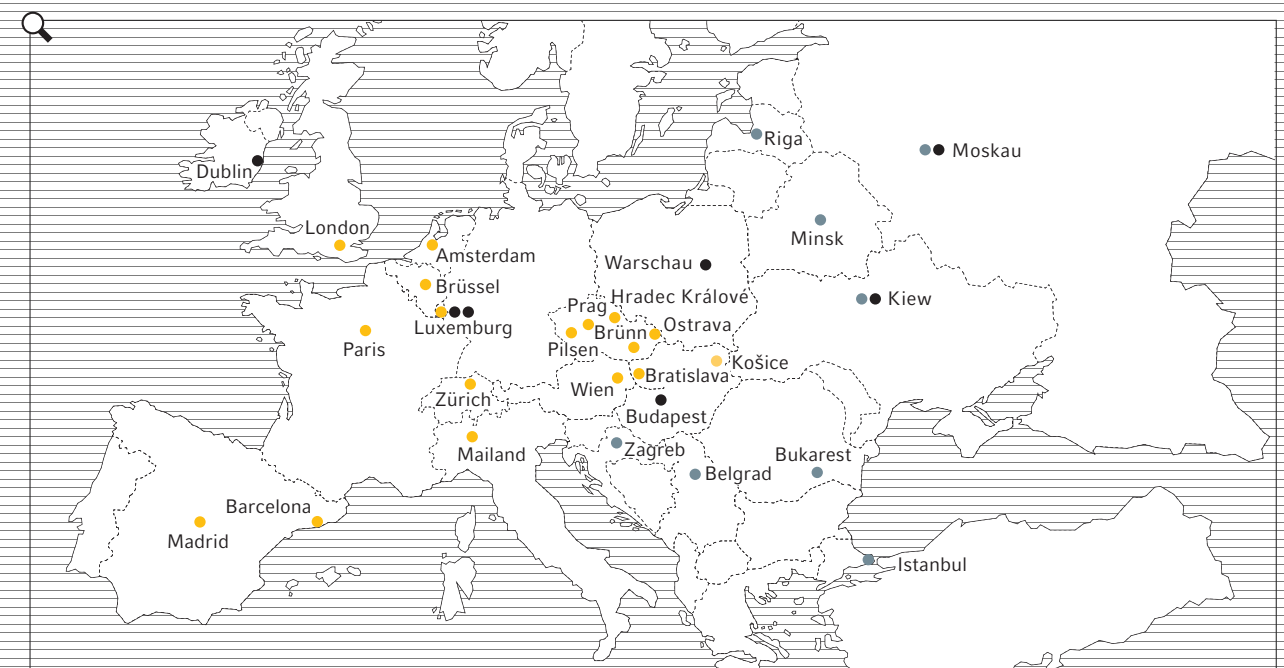 Riga
Moskau
Dublin
London
Minsk
Amsterdam
Warschau
Brüssel
Hradec Králové
Kiew
Prag
Luxemburg
Brünn
Ostrava
Paris
Pilsen
Košice
Bratislava
Wien
Zürich
Budapest
Zagreb
Mailand
Bukarest
Belgrad
Barcelona
Madrid
Istanbul